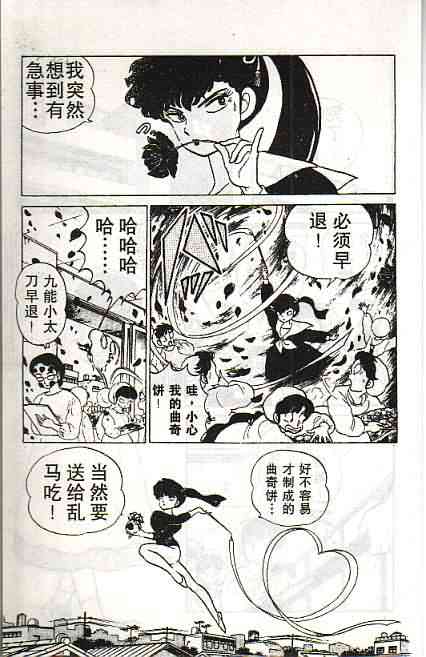 我突然
想到有
急事…
必须早
退！
哇，小心
我的曲奇
饼！
哈哈哈
哈……
九能小太
刀早退！
好不容易
才制成的
曲奇饼…
当然要
送给乱
马吃！